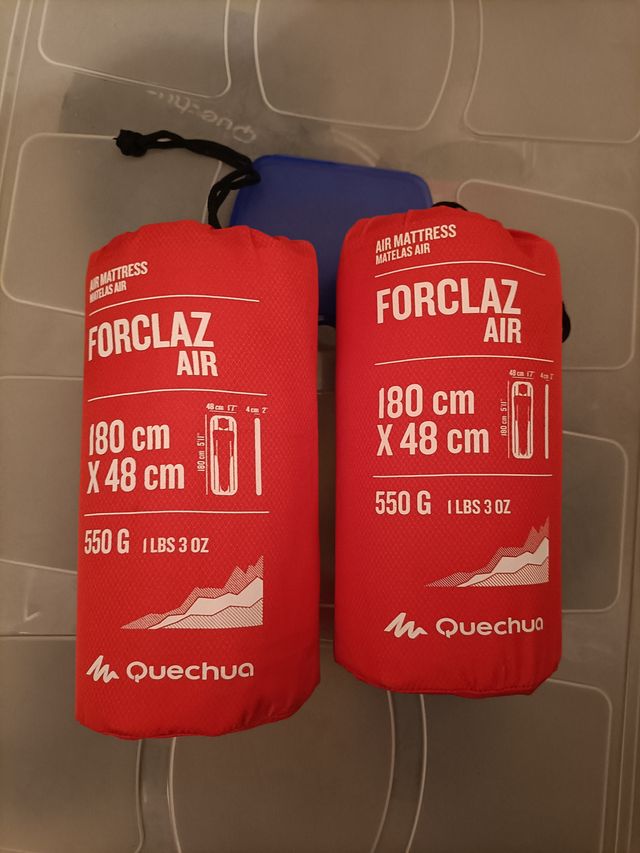 Quechua
AIR MATTRESS
MATELAS AIR
FORCLAZ
AIR
180 cm
X 48 cm
48 cm 1'7"
4 cm 2"
180 cm 5'11"
550 G 1 LBS 3 OZ
Quechua
AIR MATTRESS
MATELAS AIR
FORCLAZ
AIR
180 cm
X 48 cm
48 cm 1'7"
4 cm 2"
180 cm 5'11"
550 G 1 LBS 3 OZ
Quechua